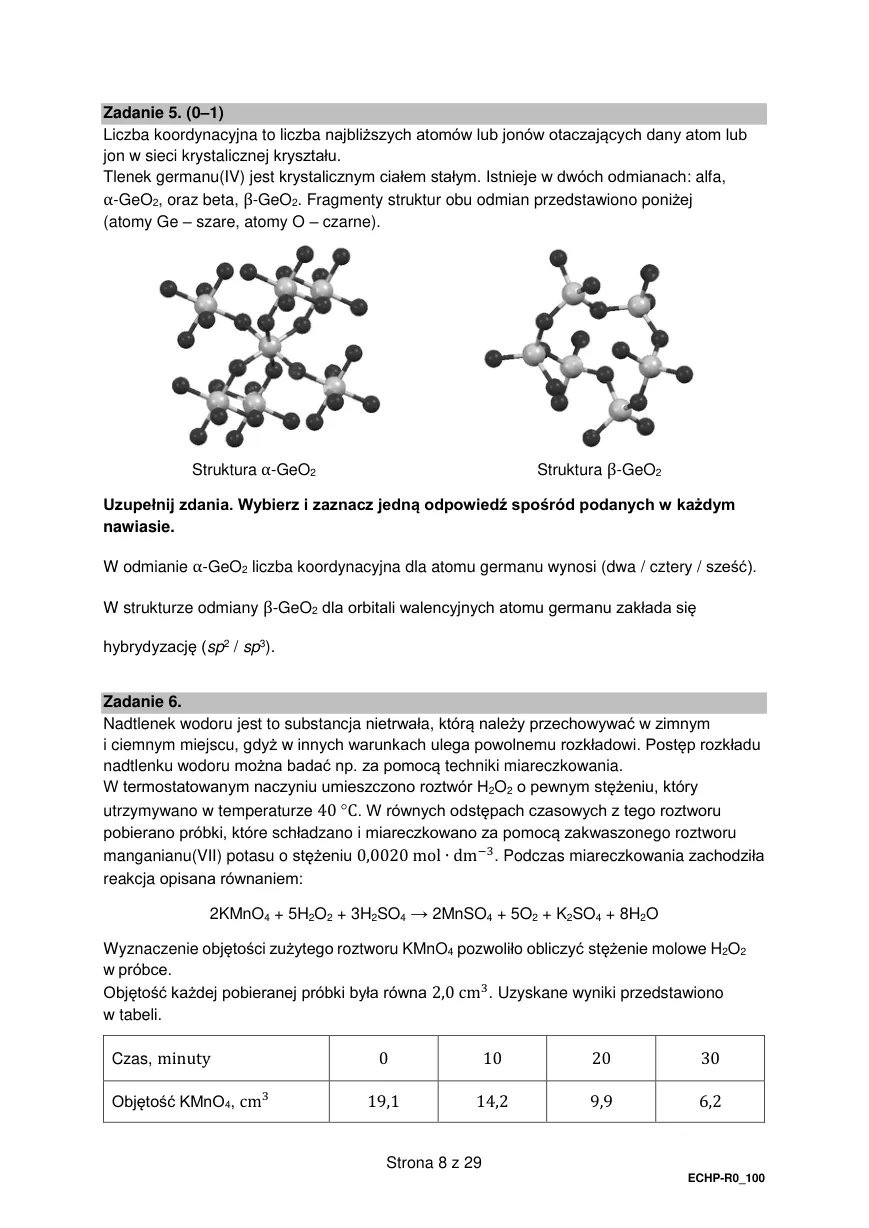 Zadanie 5. (0–1)
Liczba koordynacyjna to liczba najbliższych atomów lub jonów otaczających dany atom lub
jon w sieci krystalicznej kryształu.
Tlenek germanu(IV) jest krystalicznym ciałem stałym. Istnieje w dwóch odmianach: alfa,
α-GeO₂, oraz beta, β-GeO₂. Fragmenty struktur obu odmian przedstawiono poniżej
(atomy Ge – szare, atomy O – czarne).
Struktura α-GeO₂ Struktura β-GeO₂
Uzupełnij zdania. Wybierz i zaznacz jedną odpowiedź spośród podanych w każdym
nawiasie.
W odmianie α-GeO₂ liczba koordynacyjna dla atomu germanu wynosi (dwa / cztery / sześć).
W strukturze odmiany β-GeO₂ dla orbitali walencyjnych atomu germanu zakłada się
hybrydyzację (sp² / sp³).
Zadanie 6.
Nadtlenek wodoru jest to substancja nietrwała, którą należy przechowywać w zimnym
i ciemnym miejscu, gdyż w innych warunkach ulega powolnemu rozkładowi. Postęp rozkładu
nadtlenku wodoru można badać np. za pomocą techniki miareczkowania.
W termostatowanym naczyniu umieszczono roztwór H₂O₂ o pewnym stężeniu, który
utrzymywano w temperaturze 40 °C. W równych odstępach czasowych z tego roztworu
pobierano próbki, które schładzano i miareczkowano za pomocą zakwaszonego roztworu
manganianu(VII) potasu o stężeniu 0,0020 mol · dm⁻³. Podczas miareczkowania zachodziła
reakcja opisana równaniem:
2KMnO₄ + 5H₂O₂ + 3H₂SO₄ → 2MnSO₄ + 5O₂ + K₂SO₄ + 8H₂O
Wyznaczenie objętości zużytego roztworu KMnO₄ pozwoliło obliczyć stężenie molowe H₂O₂
w próbce.
Objętość każdej pobieranej próbki była równa 2,0 cm³. Uzyskane wyniki przedstawiono
w tabeli.
Czas, minuty 0 10 20 30
Objętość KMnO₄, cm³ 19,1 14,2 9,9 6,2
Strona 8 z 29
ECHP-R0_100